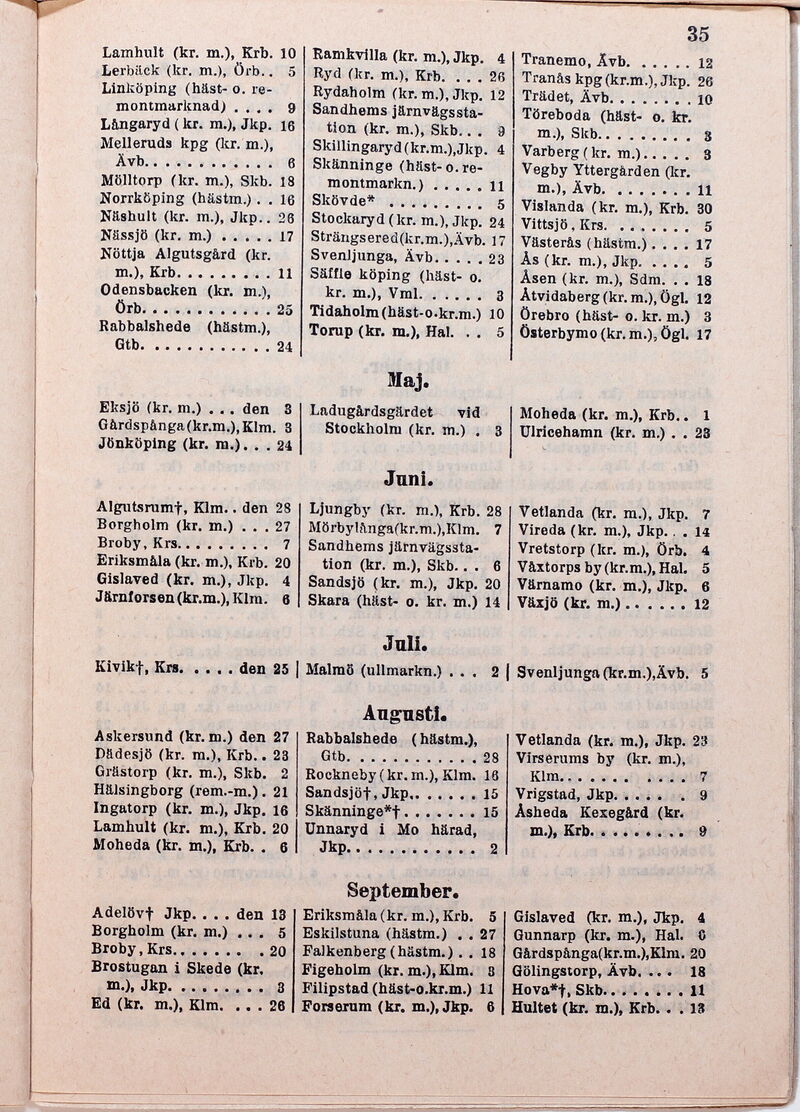 35
Lamhult (kr. m.), Krb. 10
Lerbäck (kr. m.), Örb.. 5
Linköping (häst- o. re-
montmarknad) .... 9
Långaryd (kr. m.), Jkp. 16
Melleruds kpg (kr. m.),
Ävb............ 6
Mölltorp (kr. m.), Skb. 18
Norrköping (hästm.) .. 16
Näshult (kr. m.), Jkp.. 26
Nässjö (kr. m.) ..... 17
Nöttja Algutsgård (kr.
m.), Krb......... 11
Odensbacken (kr. m.),
Örb............ 25
Rabbalshede (hästm.),
Gtb............ 24
Ramkvilla (kr. m.), Jkp. 4
Ryd (kr. m.), Krb. ... 26
Rydaholm (kr. m.), Jkp. 12
Sandhems järnvägssta-
tion (kr. m.), Skb... 9
Skillingaryd (kr.m.), Jkp. 4
Skänninge (häst- o. re-
montmarkn.) ..... 11
Skövde* ......... 5
Stockaryd (kr. m.), Jkp. 24
Strängsered (kr.m.), Ävb. 17
Svenljunga, Ävb..... 23
Säffle köping (häst- o.
kr. m.), Vml. ..... 3
Tidaholm (häst-o.kr.m.) 10
Torup (kr. m.), Hal. .. 5
Tranemo, Ävb. ..... 12
Tranås kpg (kr.m.), Jkp. 26
Trädet, Ävb........ 10
Töreboda (häst- o. kr.
m.), Skb......... 3
Varberg (kr. m.)..... 3
Vegby Yttergården (kr.
m.), Ävb. ....... 11
Vislanda (kr. m.), Krb. 30
Vittsjö, Krs. ....... 5
Västerås (hästm.).... 17
Ås (kr. m.), Jkp. .... 5
Åsen (kr. m.), Sdm. .. 18
Åtvidaberg (kr. m.), Ögl. 12
Örebro (häst- o. kr. m.) 3
Österbymo (kr. m.), Ögl. 17
Maj.
Eksjö (kr. m.) ... den 3
Gårdspånga (kr.m.), Klm. 3
Jönköping (kr. m.)... 24
Ladugårdsgärdet vid
Stockholm (kr. m.) . 3
Moheda (kr. m.), Krb.. 1
Ulricehamn (kr. m.) .. 23
Juni.
Algutsrum†, Klm.. den 28
Borgholm (kr. m.) ... 27
Broby, Krs......... 7
Eriksmåla (kr. m.), Krb. 20
Gislaved (kr. m.), Jkp. 4
Järnforsen (kr.m.), Klm. 6
Ljungby (kr. m.), Krb. 28
Mörbylånga (kr.m.), Klm. 7
Sandhems järnvägssta-
tion (kr. m.), Skb... 6
Sandsjö (kr. m.), Jkp. 20
Skara (häst- o. kr. m.) 14
Vetlanda (kr. m.), Jkp. 7
Vireda (kr. m.), Jkp... 14
Vretstorp (kr. m.), Örb. 4
Våxtorps by (kr.m.), Hal. 5
Värnamo (kr. m.), Jkp. 6
Växjö (kr. m.)...... 12
Juli.
Kivik†, Krs. .... den 25
Malmö (ullmarkn.) ... 2
Svenljunga (kr.m.), Ävb. 5
Augusti.
Askersund (kr. m.) den 27
Dädesjö (kr. m.), Krb.. 23
Grästorp (kr. m.), Skb. 2
Hälsingborg (rem.-m.). 21
Ingatorp (kr. m.), Jkp. 16
Lamhult (kr. m.), Krb. 20
Moheda (kr. m.), Krb. . 6
Rabbalshede (hästm.),
Gtb............ 28
Rockneby (kr. m.), Klm. 16
Sandsjö†, Jkp....... 15
Skänninge*†....... 15
Unnaryd i Mo härad,
Jkp............ 2
Vetlanda (kr. m.), Jkp. 23
Virserums by (kr. m.),
Klm........... 7
Vrigstad, Jkp...... 9
Åsheda Kexegård (kr.
m.), Krb......... 9
September.
Adelöv† Jkp.... den 13
Borgholm (kr. m.) ... 5
Broby, Krs........ 20
Brostugan i Skede (kr.
m.), Jkp......... 3
Ed (kr. m.), Klm. ... 26
Eriksmåla (kr. m.), Krb. 5
Eskilstuna (hästm.) .. 27
Falkenberg (hästm.) .. 18
Figeholm (kr. m.), Klm. 3
Filipstad (häst-o.kr.m.) 11
Forserum (kr. m.), Jkp. 6
Gislaved (kr. m.), Jkp. 4
Gunnarp (kr. m.), Hal. 6
Gårdspånga (kr.m.), Klm. 20
Gölingstorp, Ävb. ... 18
Hova*†, Skb........ 11
Hultet (kr. m.), Krb... 13